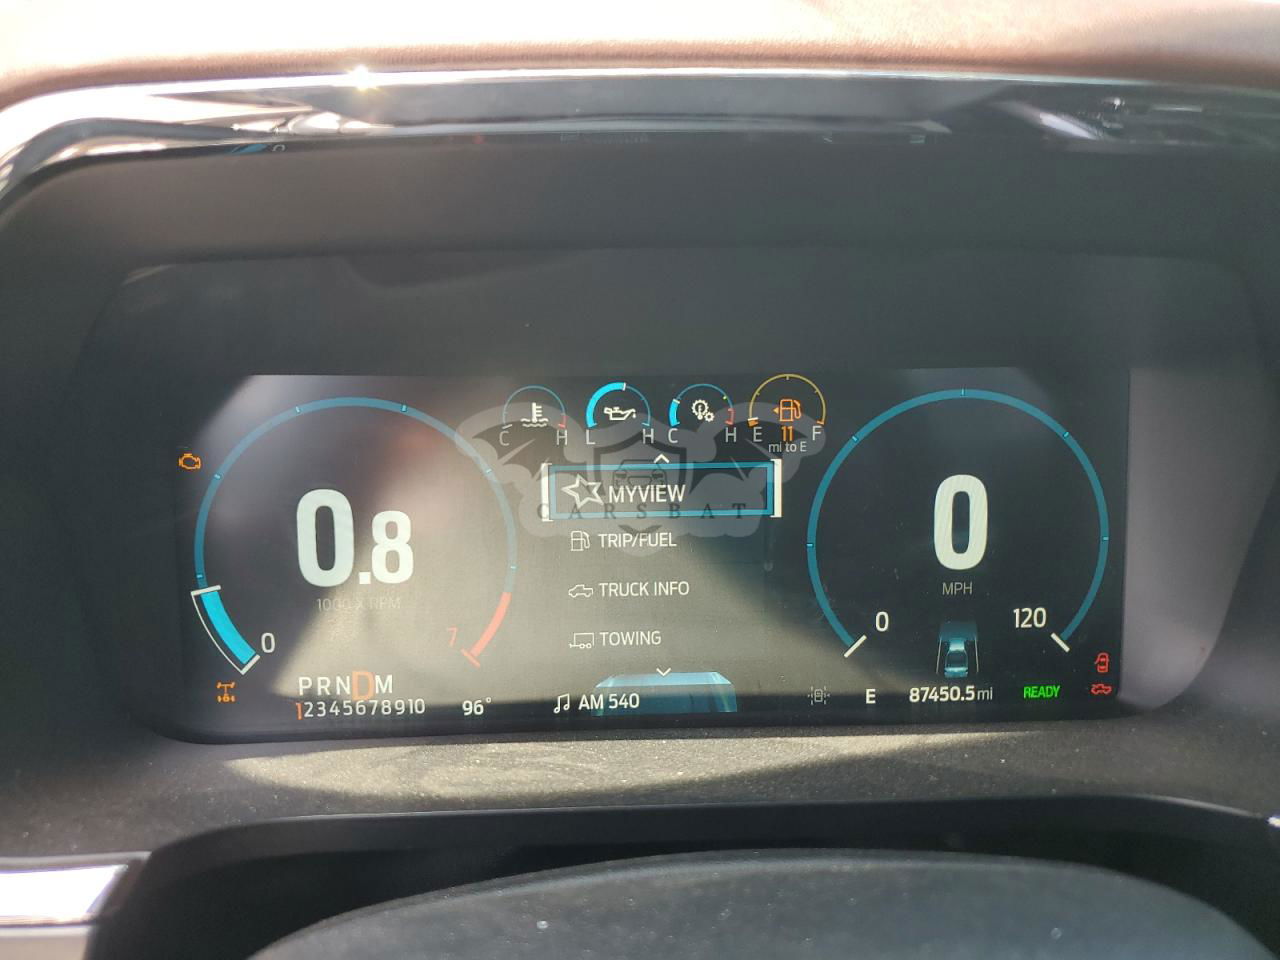 C H L H C H E 11 F
mi to E
MYVIEW
CARSBAT
TRIP/FUEL
TRUCK INFO
TOWING
0.8
1000 X RPM
0 7
0
MPH
0 120
PRNDM
12345678910
96°
AM 540
E
87450.5 mi
READY